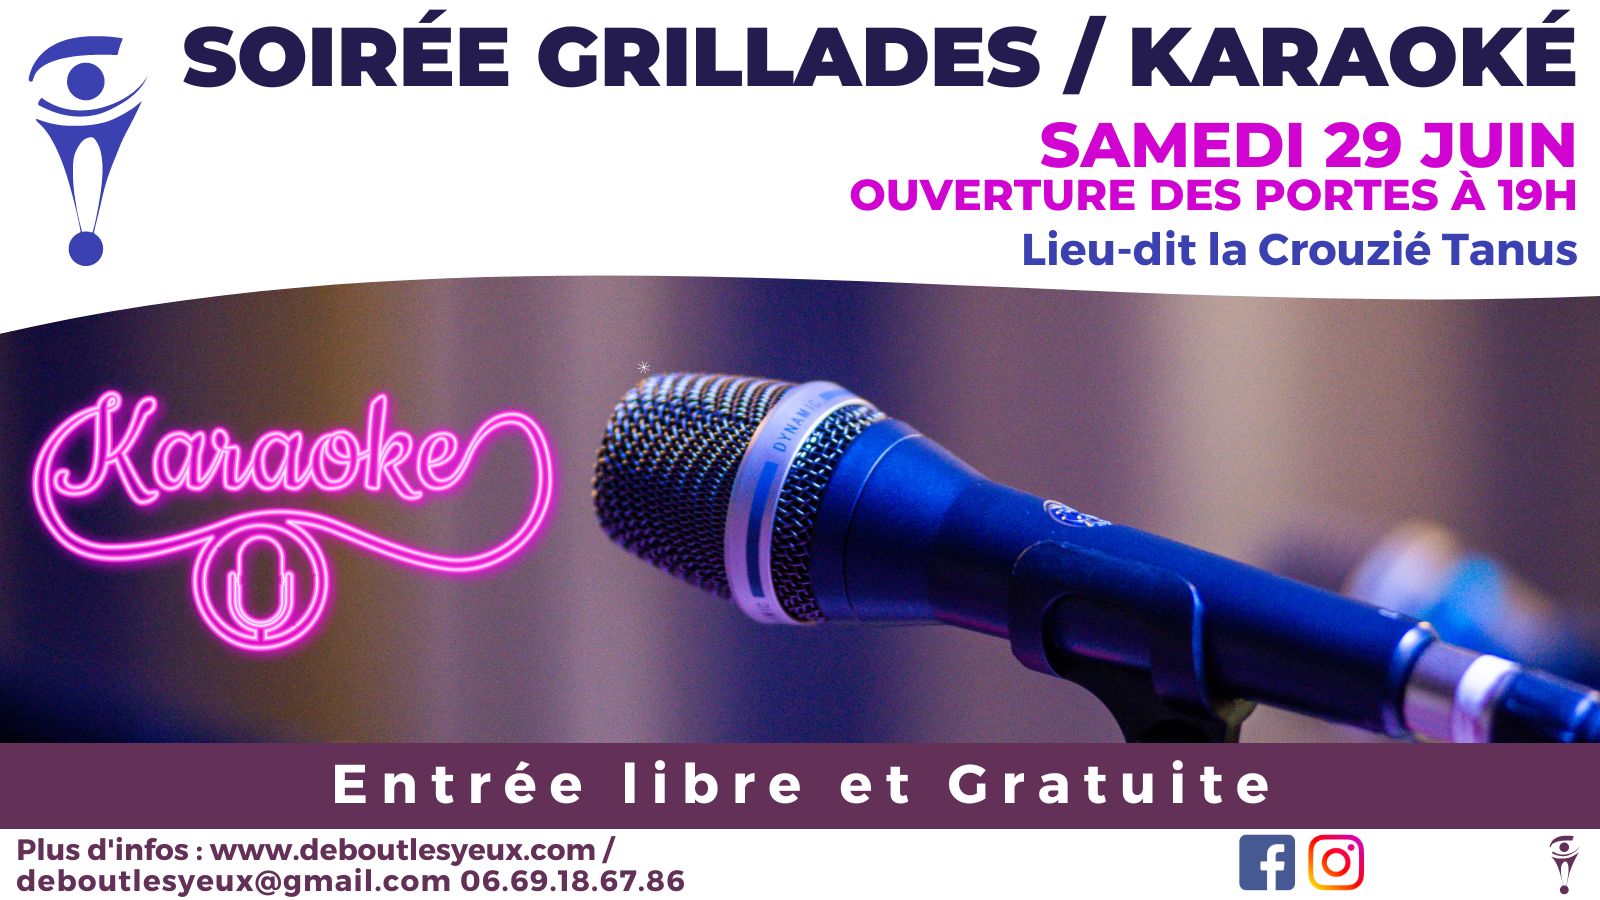 SOIRÉE GRILLADES / KARAOKÉ
SAMEDI 29 JUIN
OUVERTURE DES PORTES À 19H
Lieu-dit la Crouzié Tanus
Karaoke
DYNAMIC
Entrée libre et Gratuite
Plus d'infos : www.deboutlesyeux.com /
deboutlesyeux@gmail.com 06.69.18.67.86